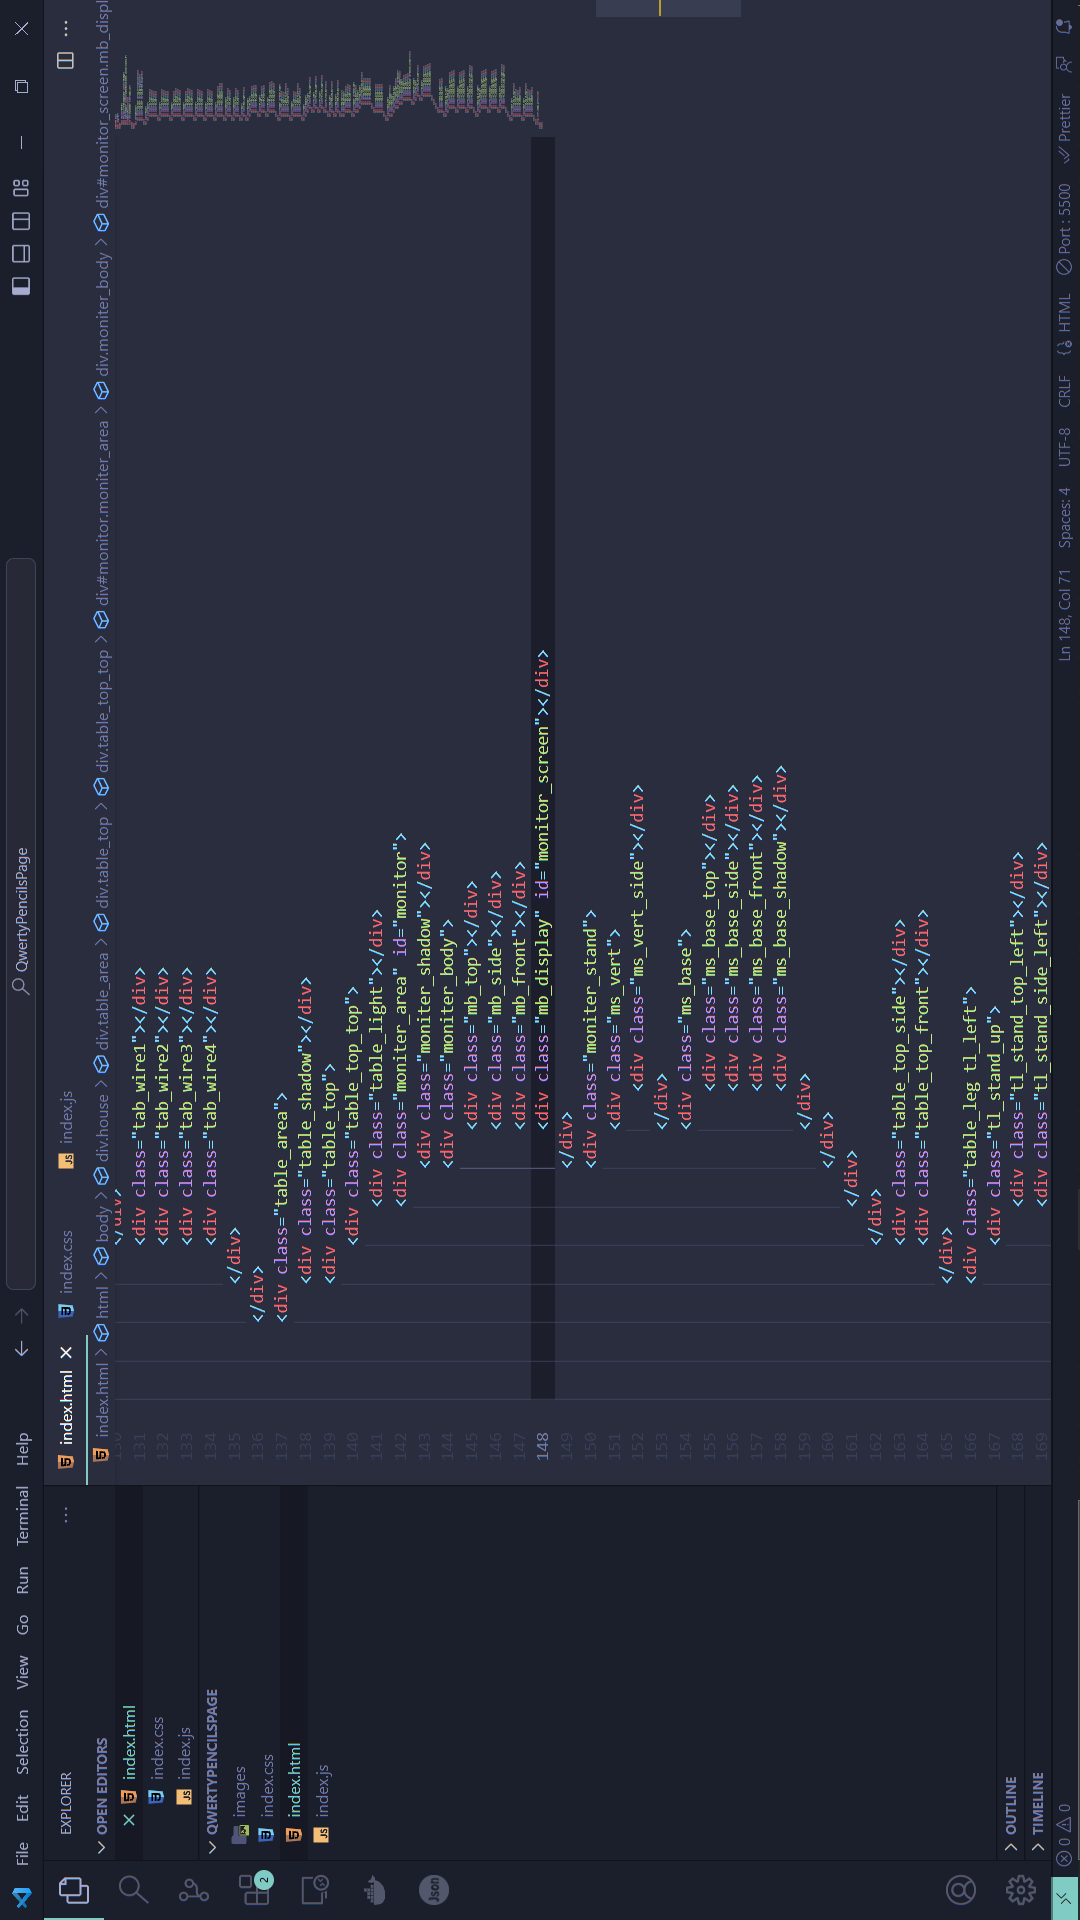 File Edit Selection View Go Run Terminal Help
QwertyPencilsPage
EXPLORER
OPEN EDITORS
index.html
index.css
index.js
QWERTYPENCILSPAGE
images
index.css
index.html
index.js
OUTLINE
TIMELINE
2
Json
index.html index.css index.js
index.html > html > body > div.house > div.table_area > div.table_top > div.table_top_top > div#monitor.moniter_area > div.moniter_body > div#monitor_screen.mb_displ
130 </div>
131 <div class="tab_wire1"></div>
132 <div class="tab_wire2"></div>
133 <div class="tab_wire3"></div>
134 <div class="tab_wire4"></div>
135 </div>
136 </div>
137 <div class="table_area">
138 <div class="table_shadow"></div>
139 <div class="table_top">
140 <div class="table_top_top">
141 <div class="table_light"></div>
142 <div class="moniter_area" id="monitor">
143 <div class="moniter_shadow"></div>
144 <div class="moniter_body">
145 <div class="mb_top"></div>
146 <div class="mb_side"></div>
147 <div class="mb_front"></div>
148 <div class="mb_display" id="monitor_screen"></div>
149 </div>
150 <div class="moniter_stand">
151 <div class="ms_vert">
152 <div class="ms_vert_side"></div>
153 </div>
154 <div class="ms_base">
155 <div class="ms_base_top"></div>
156 <div class="ms_base_side"></div>
157 <div class="ms_base_front"></div>
158 <div class="ms_base_shadow"></div>
159 </div>
160 </div>
161 </div>
162 </div>
163 <div class="table_top_side"></div>
164 <div class="table_top_front"></div>
165 </div>
166 <div class="table_leg tl_left">
167 <div class="tl_stand_up">
168 <div class="tl_stand_top_left"></div>
169 <div class="tl_stand_side_left"></div>
0 0 Ln 148, Col 71 Spaces: 4 UTF-8 CRLF HTML Port : 5500 Prettier